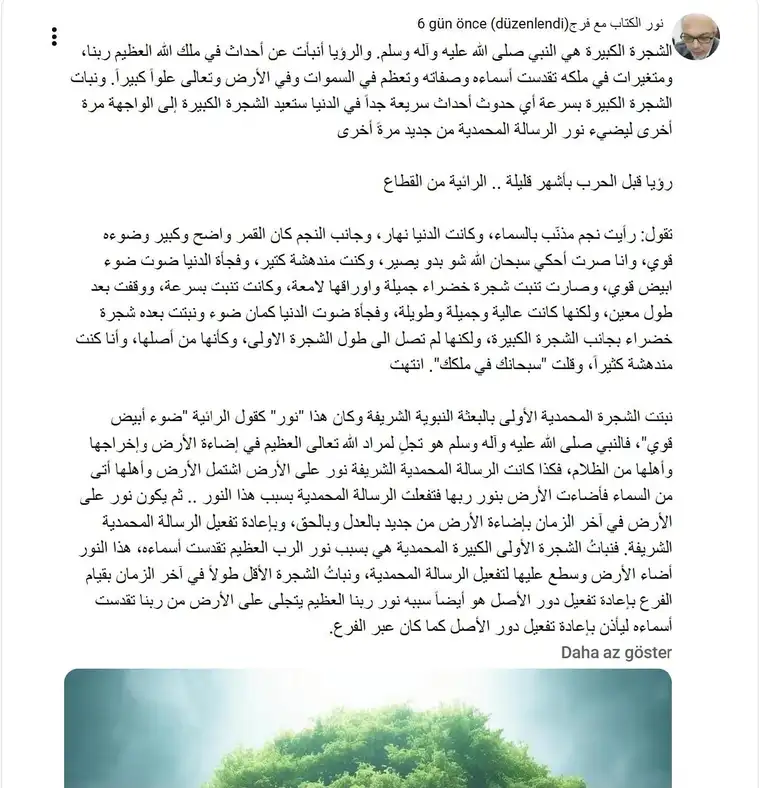 نور الكتاب مع فرج6 gün önce (düzenlendi)
الشجرة الكبيرة هي النبي صلى الله عليه وآله وسلم. والرؤيا أنبأت عن أحداث في ملك الله العظيم ربنا،
ومتغيرات في ملكه تقدست أسماءه وصفاته وتعظم في السموات وفي الأرض وتعالى علواً كبيراً. ونبات
الشجرة الكبيرة بسرعة أي حدوث أحداث سريعة جداً في الدنيا ستعيد الشجرة الكبيرة إلى الواجهة مرة
أخرى ليضيء نور الرسالة المحمدية من جديد مرةً أخرى
رؤيا قبل الحرب بأشهر قليلة .. الرائية من القطاع
تقول: رأيت نجم مذنّب بالسماء، وكانت الدنيا نهار، وجانب النجم كان القمر واضح وكبير وضوءه
قوي، وانا صرت أحكي سبحان الله شو بدو يصير، وكنت مندهشة كتير، وفجأة الدنيا ضوت ضوء
ابيض قوي، وصارت تنبت شجرة خضراء جميلة واوراقها لامعة، وكانت تنبت بسرعة، ووقفت بعد
طول معين، ولكنها كانت عالية وجميلة وطويلة، وفجأة ضوت الدنيا كمان ضوء ونبتت بعده شجرة
خضراء بجانب الشجرة الكبيرة، ولكنها لم تصل الى طول الشجرة الاولى، وكأنها من أصلها، وأنا كنت
مندهشة كثيراً، وقلت "سبحانك في ملكك". انتهت
نبتت الشجرة المحمدية الأولى بالبعثة النبوية الشريفة وكان هذا "نور" كقول الرائية "ضوء أبيض
قوي"، فالنبي صلى الله عليه وآله وسلم هو تجلٍ لمراد الله تعالى العظيم في إضاءة الأرض وإخراجها
وأهلها من الظلام، فكذا كانت الرسالة المحمدية الشريفة نور على الأرض اشتمل الأرض وأهلها أتى
من السماء فأضاءت الأرض بنور ربها فتفعلت الرسالة المحمدية بسبب هذا النور .. ثم يكون نور على
الأرض في آخر الزمان بإضاءة الأرض من جديد بالعدل وبالحق، وبإعادة تفعيل الرسالة المحمدية
الشريفة. فنباتُ الشجرة الأولى الكبيرة المحمدية هي بسبب نور الرب العظيم تقدست أسماءه، هذا النور
أضاء الأرض وسطع عليها لتفعيل الرسالة المحمدية، ونباتُ الشجرة الأقل طولاً في آخر الزمان بقيام
الفرع بإعادة تفعيل دور الأصل هو أيضاً سببه نور ربنا العظيم يتجلى على الأرض من ربنا تقدست
أسماءه ليأذن بإعادة تفعيل دور الأصل كما كان عبر الفرع.
Daha az göster